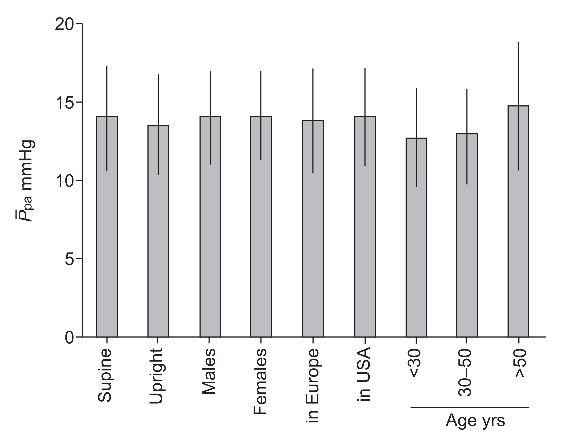 20
15
10
5
0
P̄pa mmHg
Supine
Upright
Males
Females
in Europe
in USA
<30
30–50
>50
Age yrs